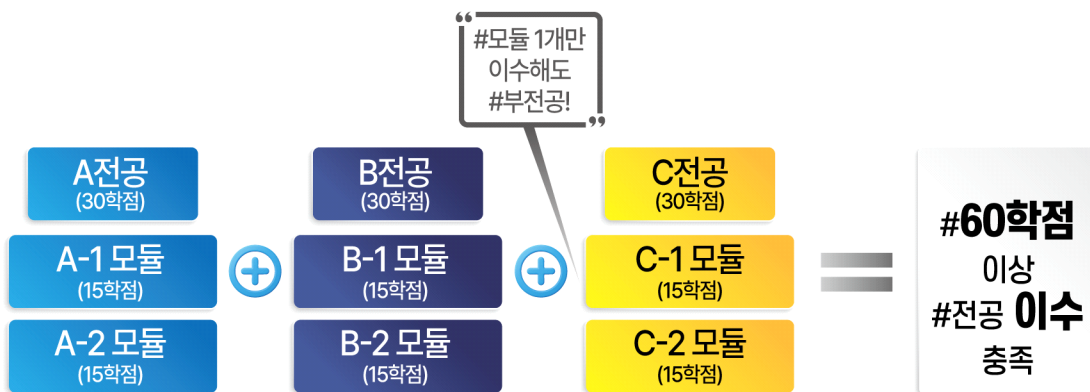 ❝
#모듈 1개만
이수해도
#부전공!
❞
A전공
(30학점)
A-1 모듈
(15학점)
A-2 모듈
(15학점)
B전공
(30학점)
B-1 모듈
(15학점)
B-2 모듈
(15학점)
C전공
(30학점)
C-1 모듈
(15학점)
C-2 모듈
(15학점)
#60학점
이상
#전공 이수
충족